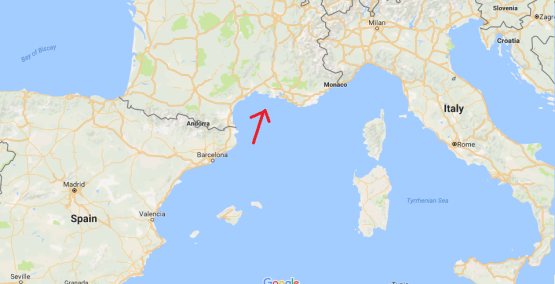 Slovenia
Milan
Zagr
Croatia
Bay of Biscay
Monaco
Italy
Andorra
Rome
Barcelona
Madrid
Tyrrhenian Sea
Spain
Valencia
Seville
Granada
Google
Tunis